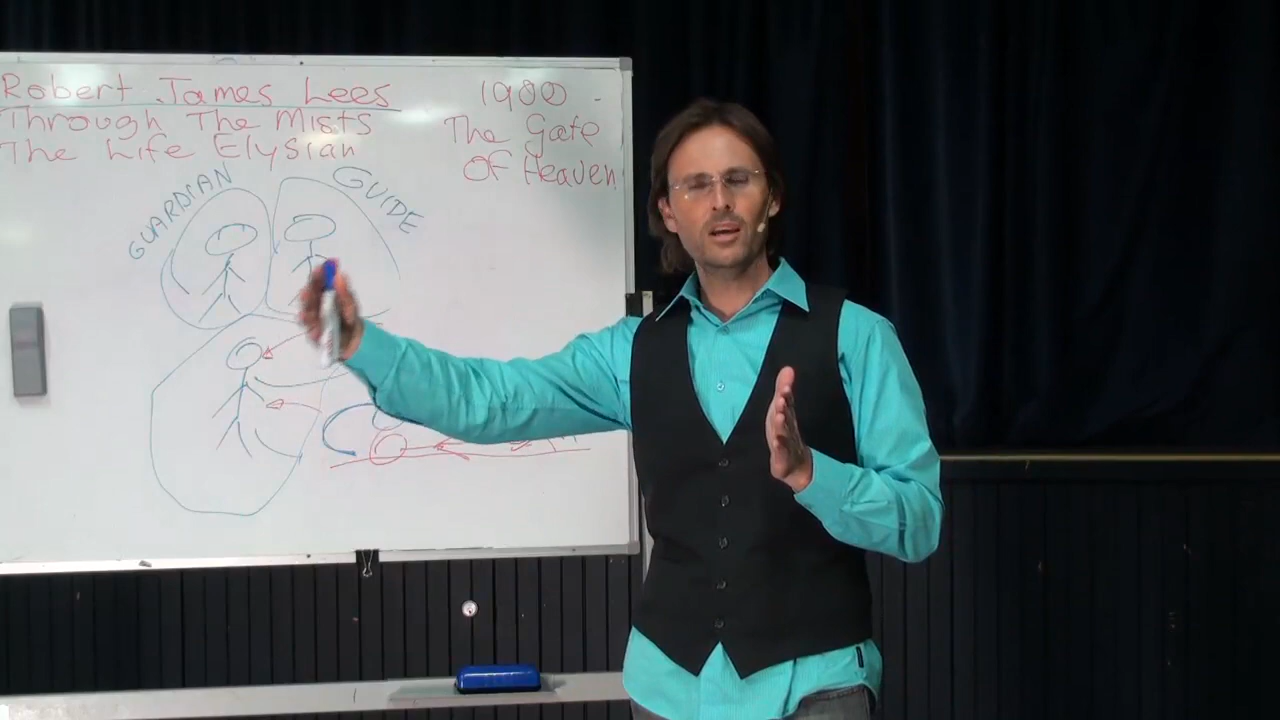 Robert James Lees 1900 -
Through The Mists The Gate
The Life Elysian Of Heaven
GUARDIAN GUIDE